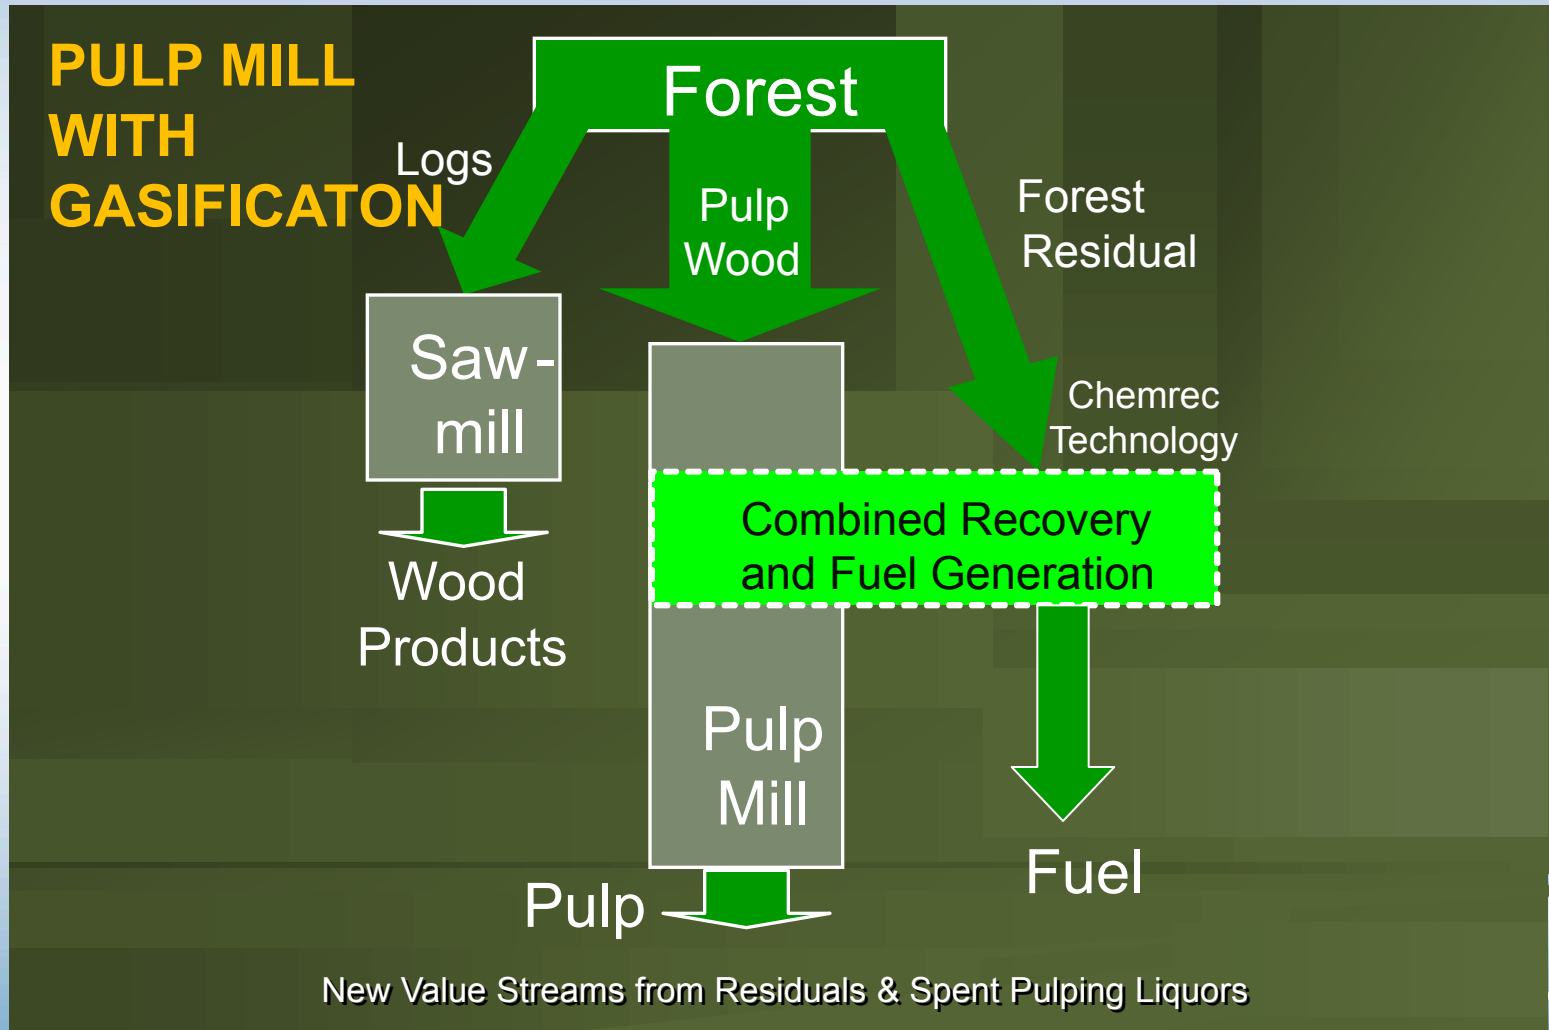 PULP MILL
WITH
GASIFICATON
Forest
Logs
Pulp
Wood
Forest
Residual
Saw-
mill
Chemrec
Technology
Combined Recovery
and Fuel Generation
Wood
Products
Pulp
Mill
Fuel
Pulp
New Value Streams from Residuals & Spent Pulping Liquors